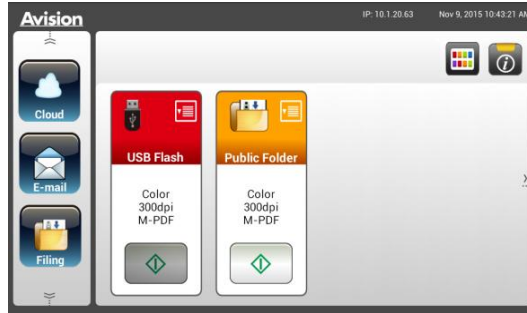 Avision
IP: 10.1.20.63
Nov 9, 2015 10:43:21 AM
Cloud
E-mail
Filing
USB Flash
Color
300dpi
M-PDF
Public Folder
Color
300dpi
M-PDF